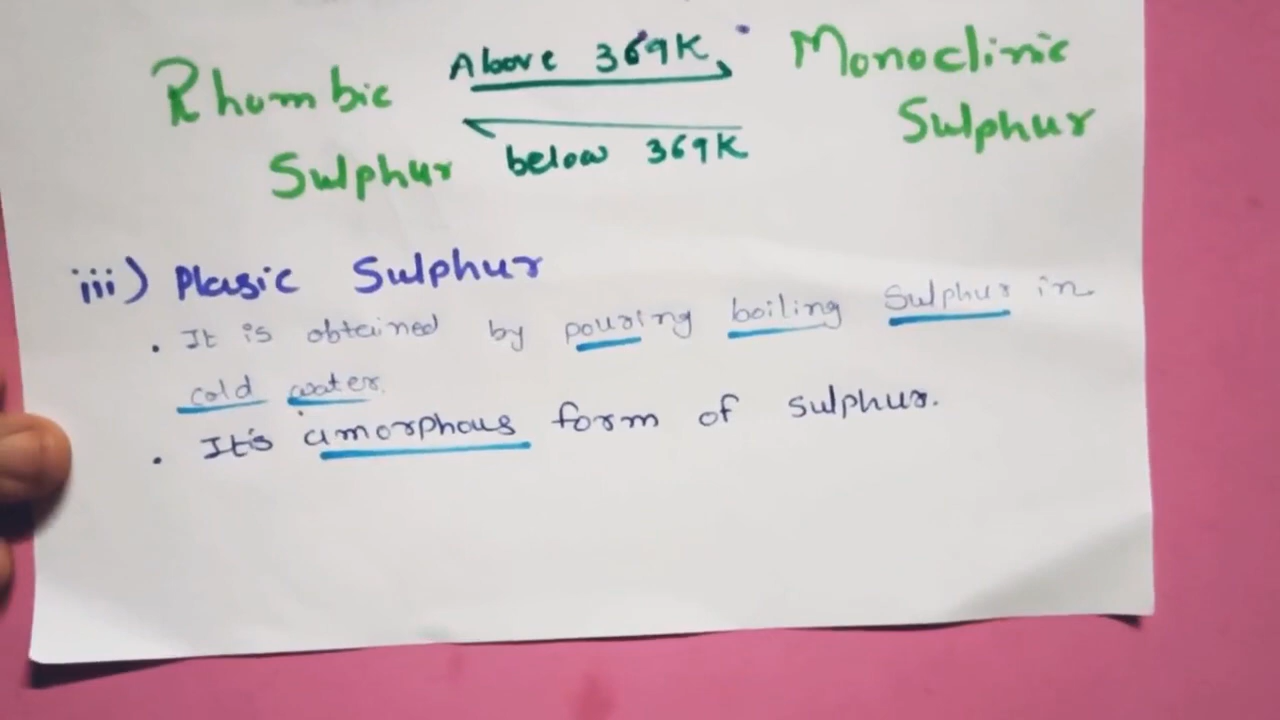 Rhombic Above 369K Monoclinic
Sulphur below 369K Sulphur
iii) Plasic Sulphur
. It is obtained by pouring boiling Sulphur in
cold water.
. It's amorphous form of sulphur.